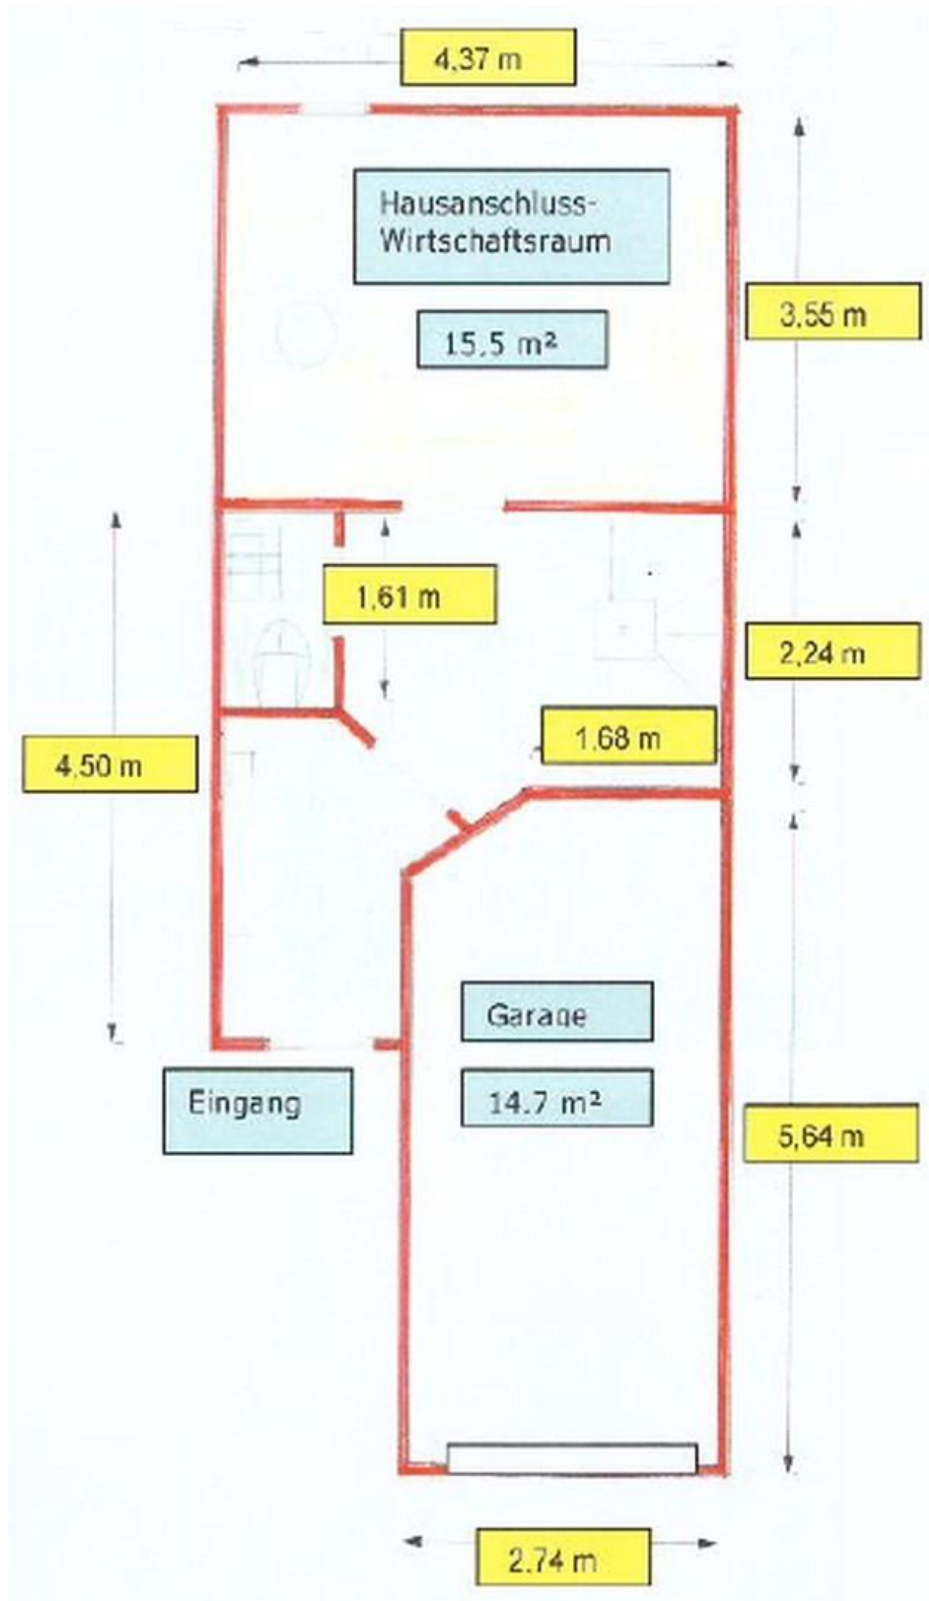 4,37 m
Hausanschluss-
Wirtschaftsraum
15,5 m²
3,55 m
1,61 m
2,24 m
1,68 m
4,50 m
Garage
Eingang
14.7 m²
5,64 m
2,74 m